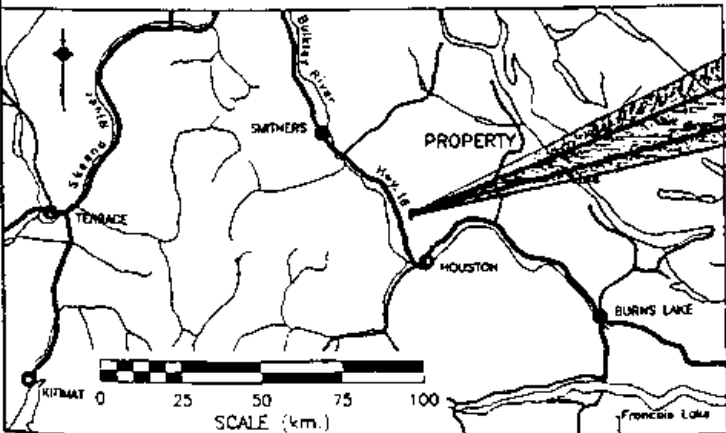 Bulkley River
Skeena River
SMITHERS
PROPERTY
Hwy. 16
TERRACE
HOUSTON
BURNS LAKE
KITIMAT
0 25 50 75 100
SCALE (km.)
Francois Lake